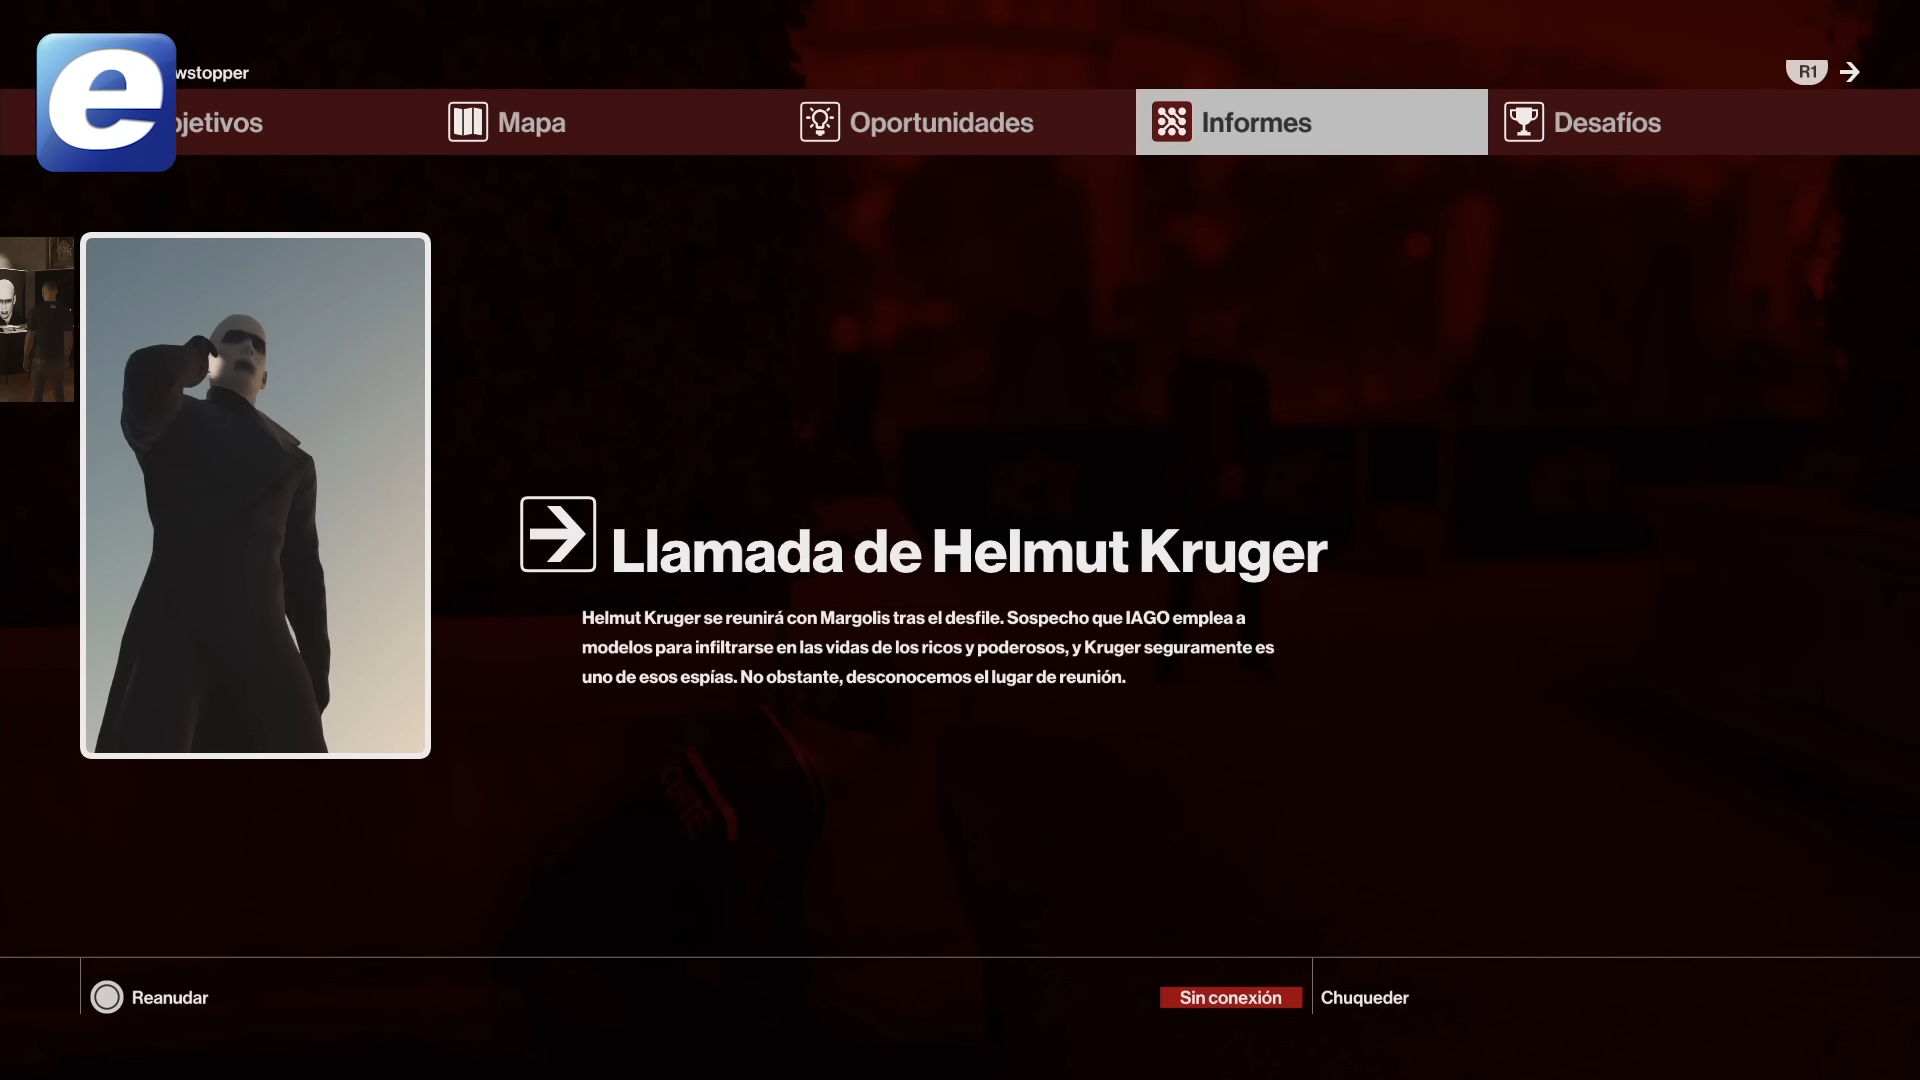 wstopper
R1
bjetivos
Mapa
Oportunidades
Informes
Desafíos
Llamada de Helmut Kruger
Helmut Kruger se reunirá con Margolis tras el desfile. Sospecho que IAGO emplea a
modelos para infiltrarse en las vidas de los ricos y poderosos, y Kruger seguramente es
uno de esos espías. No obstante, desconocemos el lugar de reunión.
Reanudar
Sin conexión
Chuqueder